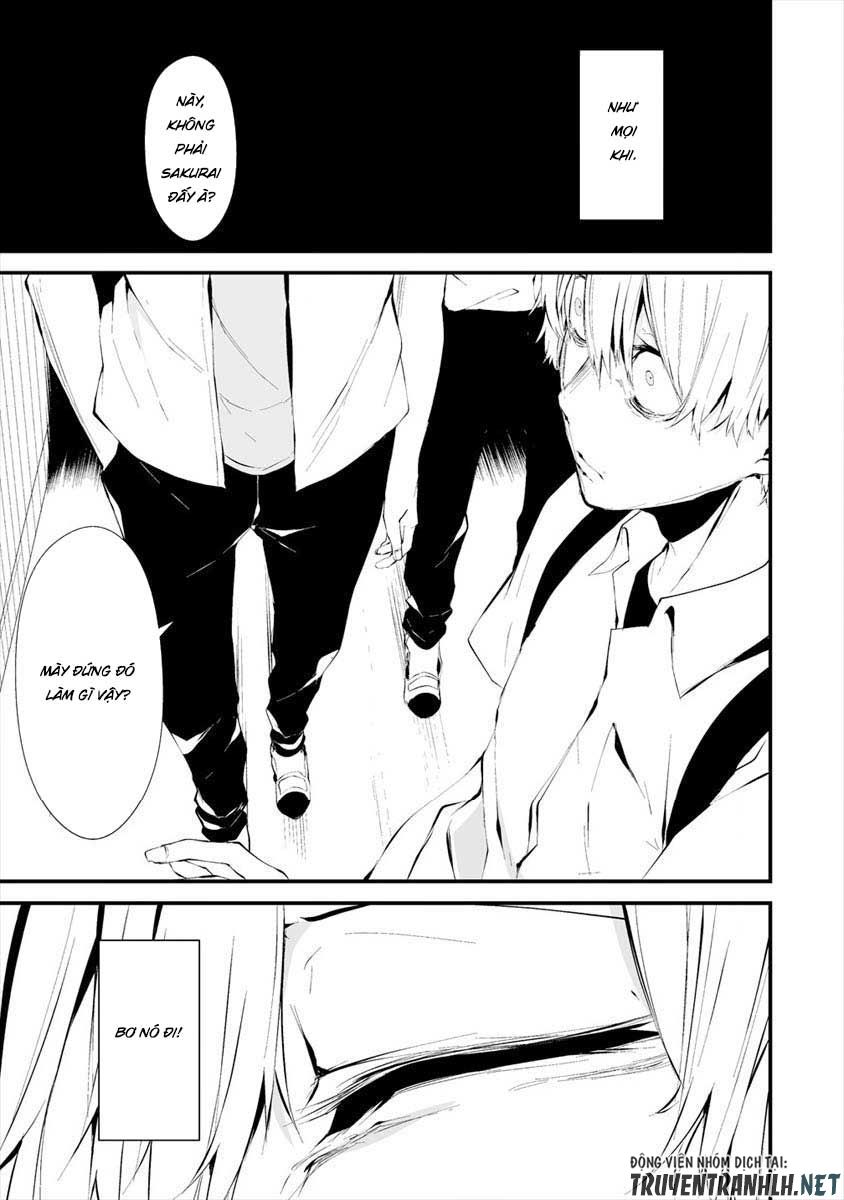 NHƯ
MỌI
KHI.
NÀY,
KHÔNG
PHẢI
SAKURAI
ĐẤY À?
MÀY ĐỨNG ĐÓ
LÀM GÌ VẬY?
BƠ NÓ ĐI!
ĐỘNG VIÊN NHÓM DỊCH TẠI:
TRUYENTRANHLH.NET